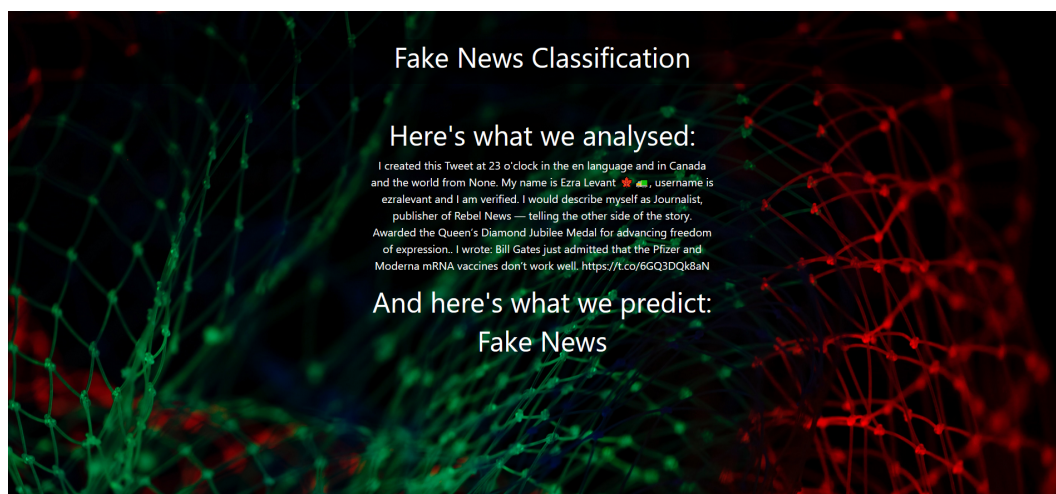 Fake News Classification
Here's what we analysed:
I created this Tweet at 23 o'clock in the en language and in Canada
and the world from None. My name is Ezra Levant 🍁🏴, username is
ezralevant and I am verified. I would describe myself as Journalist,
publisher of Rebel News — telling the other side of the story.
Awarded the Queen's Diamond Jubilee Medal for advancing freedom
of expression.. I wrote: Bill Gates just admitted that the Pfizer and
Moderna mRNA vaccines don't work well. https://t.co/6GQ3DQk8aN
And here's what we predict:
Fake News